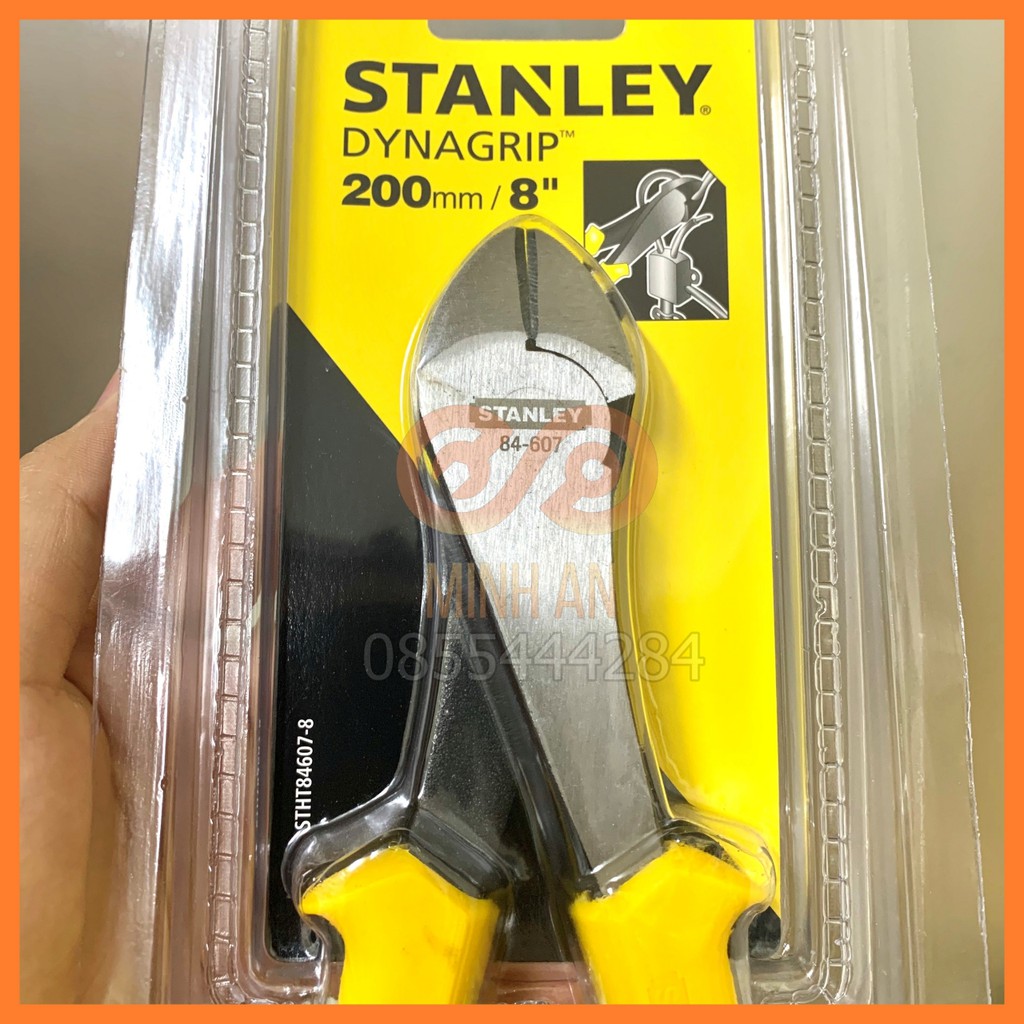 STANLEY®
DYNAGRIP™
200mm / 8"
STANLEY
84-607
MINH AN
0855444284
STHT84607-8